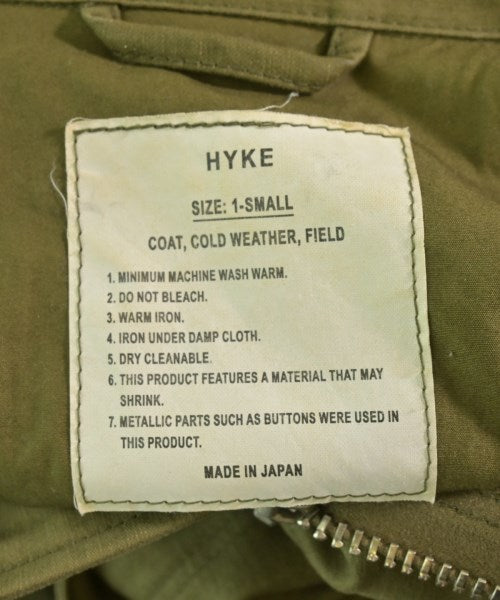 HYKE
SIZE: 1-SMALL
COAT, COLD WEATHER, FIELD
1. MINIMUM MACHINE WASH WARM.
2. DO NOT BLEACH.
3. WARM IRON.
4. IRON UNDER DAMP CLOTH.
5. DRY CLEANABLE.
6. THIS PRODUCT FEATURES A MATERIAL THAT MAY
SHRINK.
7. METALLIC PARTS SUCH AS BUTTONS WERE USED IN
THIS PRODUCT.
MADE IN JAPAN